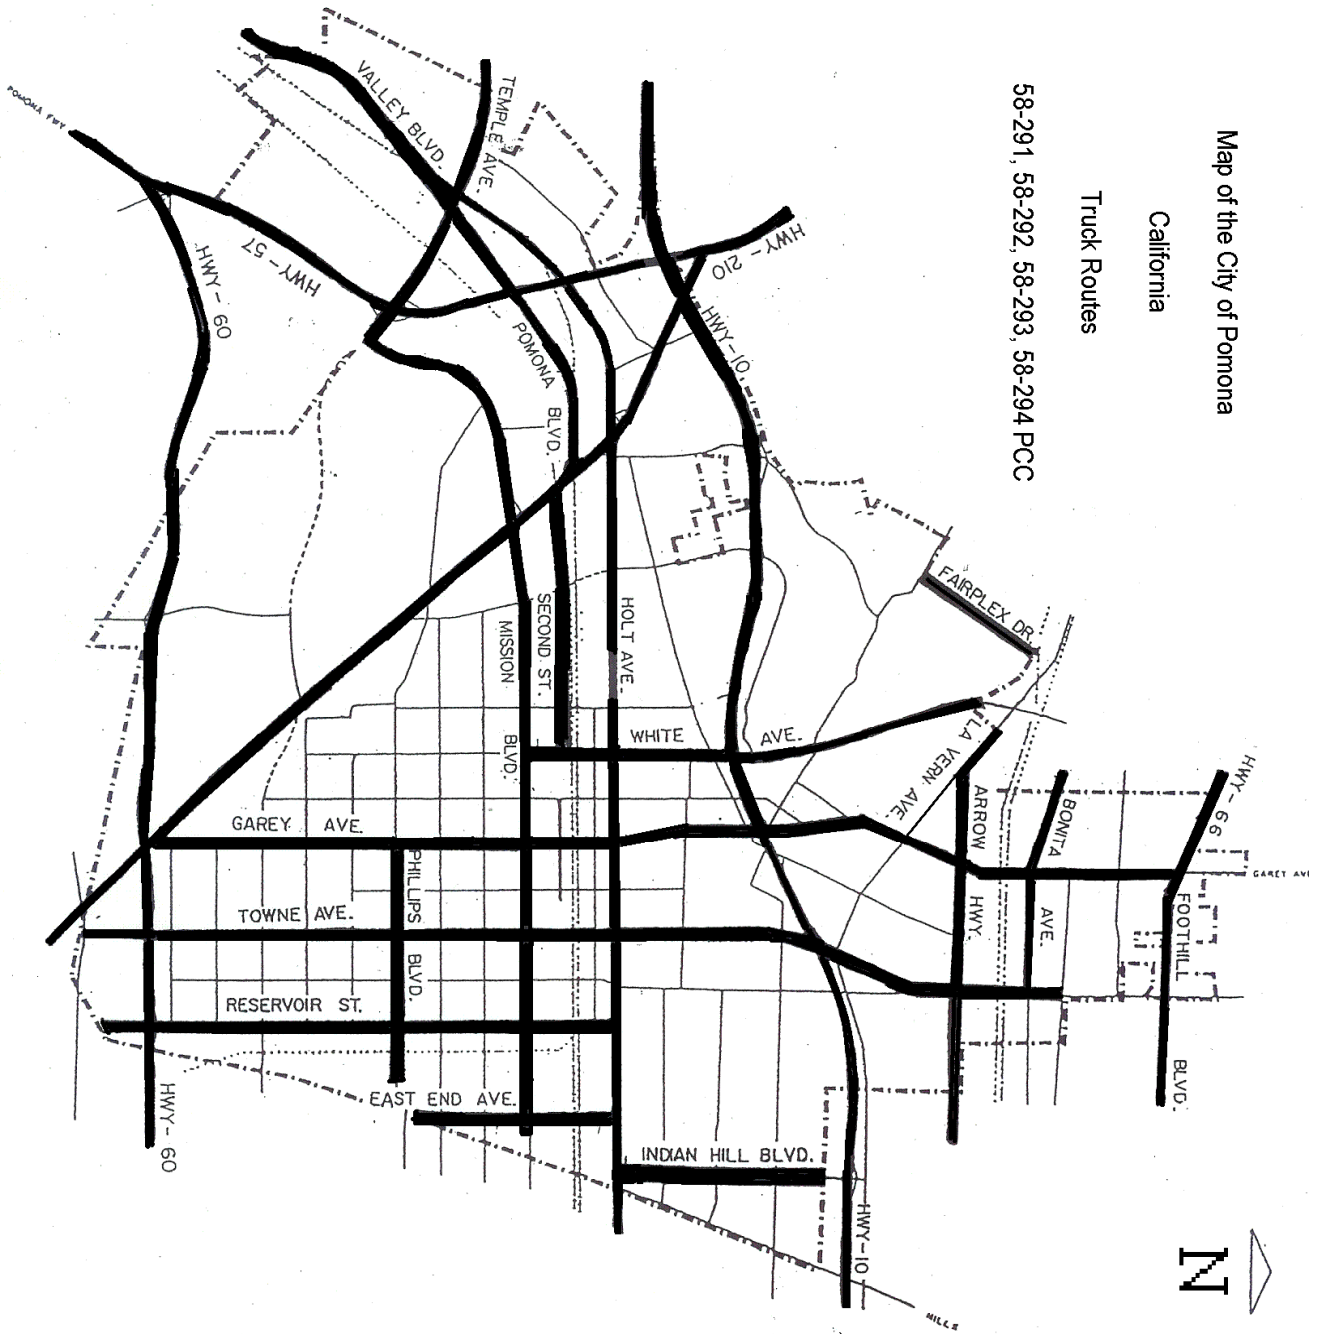 Map of the City of Pomona
California
Truck Routes
58-291, 58-292, 58-293, 58-294 PCC
POMONA FWY
VALLEY BLVD.
TEMPLE AVE.
HWY-57
HWY-60
HWY-210
HWY-10
POMONA BLVD.
SECOND ST.
MISSION BLVD.
HOLT AVE.
WHITE AVE.
FAIRPLEX DR.
LA VERN AVE.
ARROW HWY.
BONITA AVE.
HWY-66
FOOTHILL BLVD.
GAREY AVE.
GAREY AVE
PHILLIPS BLVD.
TOWNE AVE.
RESERVOIR ST.
EAST END AVE.
INDIAN HILL BLVD.
HWY-60
HWY-10
MILLS
N